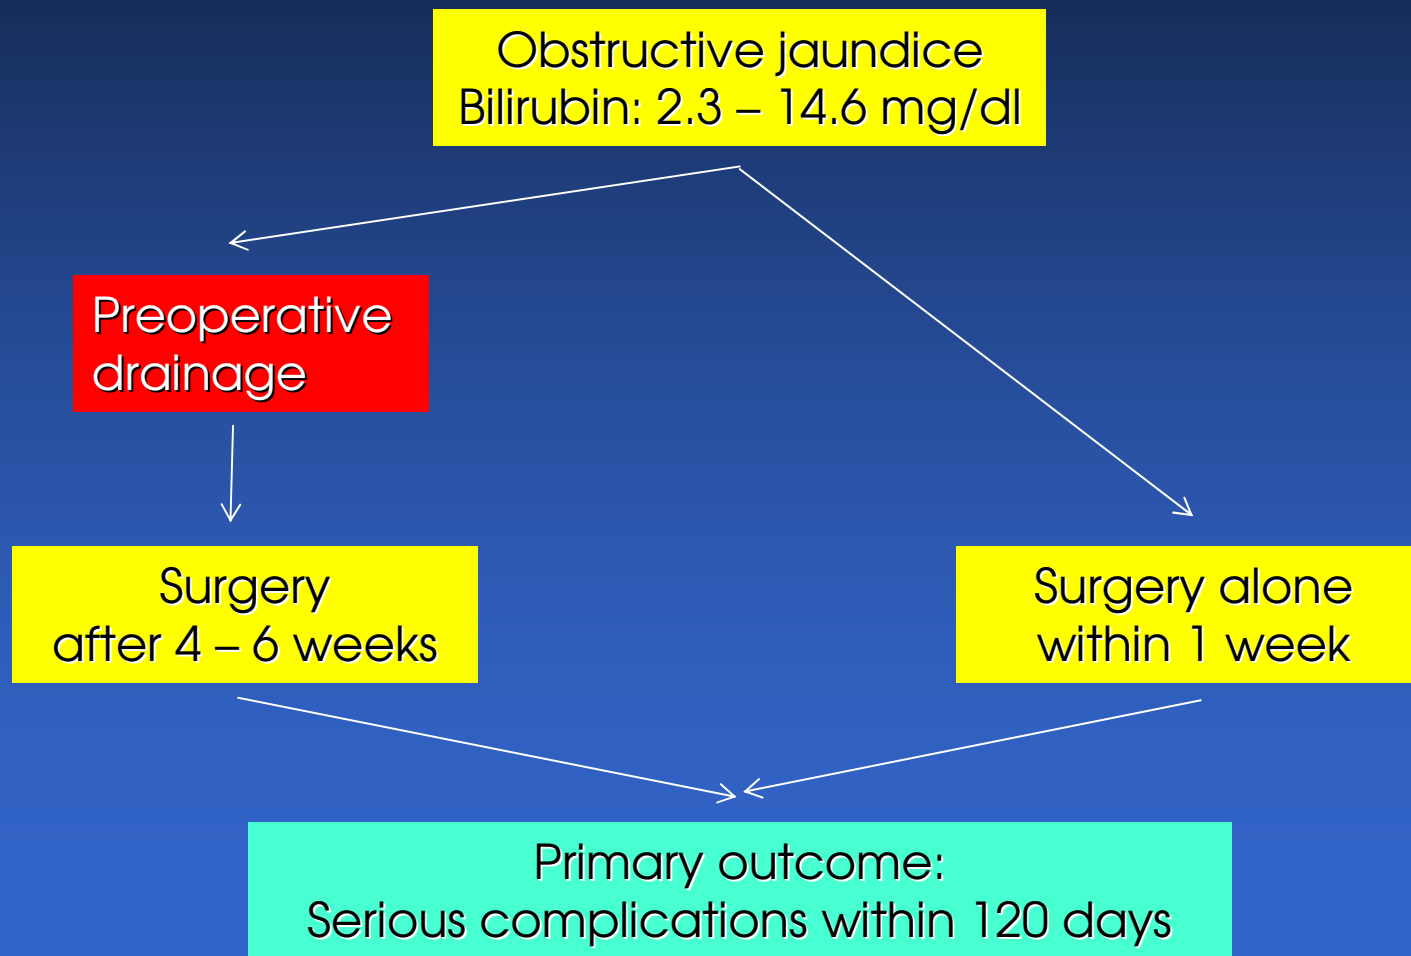 Obstructive jaundice
Bilirubin: 2.3 – 14.6 mg/dl
Preoperative
drainage
Surgery
after 4 – 6 weeks
Surgery alone
within 1 week
Primary outcome:
Serious complications within 120 days